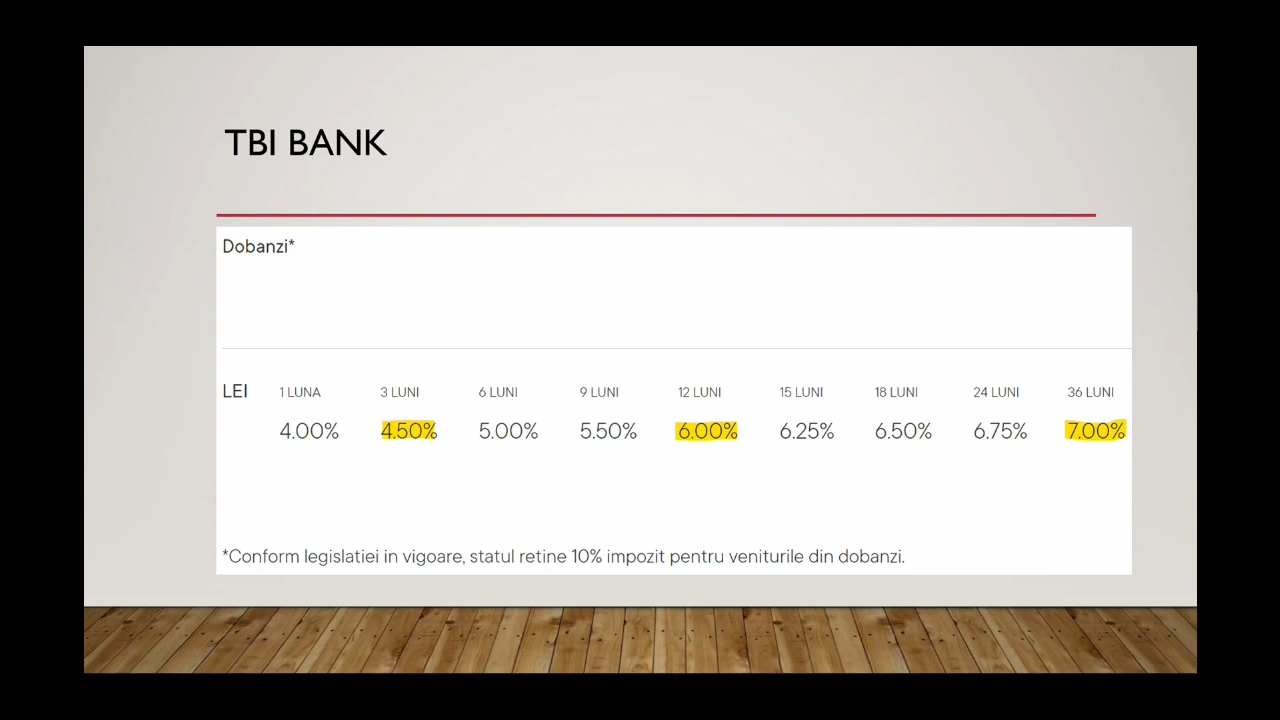 TBI BANK
Dobanzi*
LEI 1 LUNA 3 LUNI 6 LUNI 9 LUNI 12 LUNI 15 LUNI 18 LUNI 24 LUNI 36 LUNI
4.00% 4.50% 5.00% 5.50% 6.00% 6.25% 6.50% 6.75% 7.00%
*Conform legislatiei in vigoare, statul retine 10% impozit pentru veniturile din dobanzi.